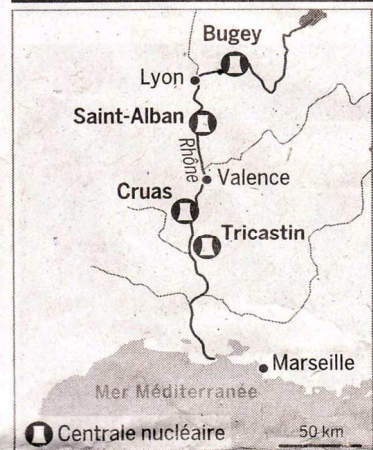 Bugey
Lyon
Saint-Alban
Rhône
Valence
Cruas
Tricastin
Marseille
Mer Méditerranée
Centrale nucléaire
50 km